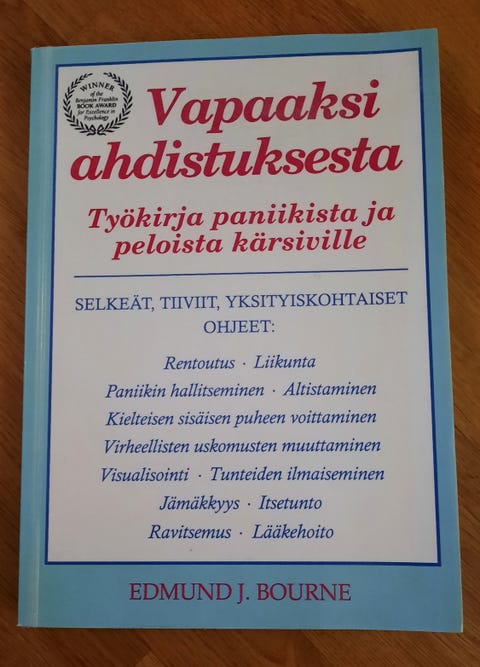 WINNER
of the
Benjamin Franklin
BOOK AWARD
for Excellence in
Psychology
Vapaaksi
ahdistuksesta
Työkirja paniikista ja
peloista kärsiville
SELKEÄT, TIIVIIT, YKSITYISKOHTAISET
OHJEET:
Rentoutus · Liikunta
Paniikin hallitseminen · Altistaminen
Kielteisen sisäisen puheen voittaminen
Virheellisten uskomusten muuttaminen
Visualisointi · Tunteiden ilmaiseminen
Jämäkkyys · Itsetunto
Ravitsemus · Lääkehoito
EDMUND J. BOURNE